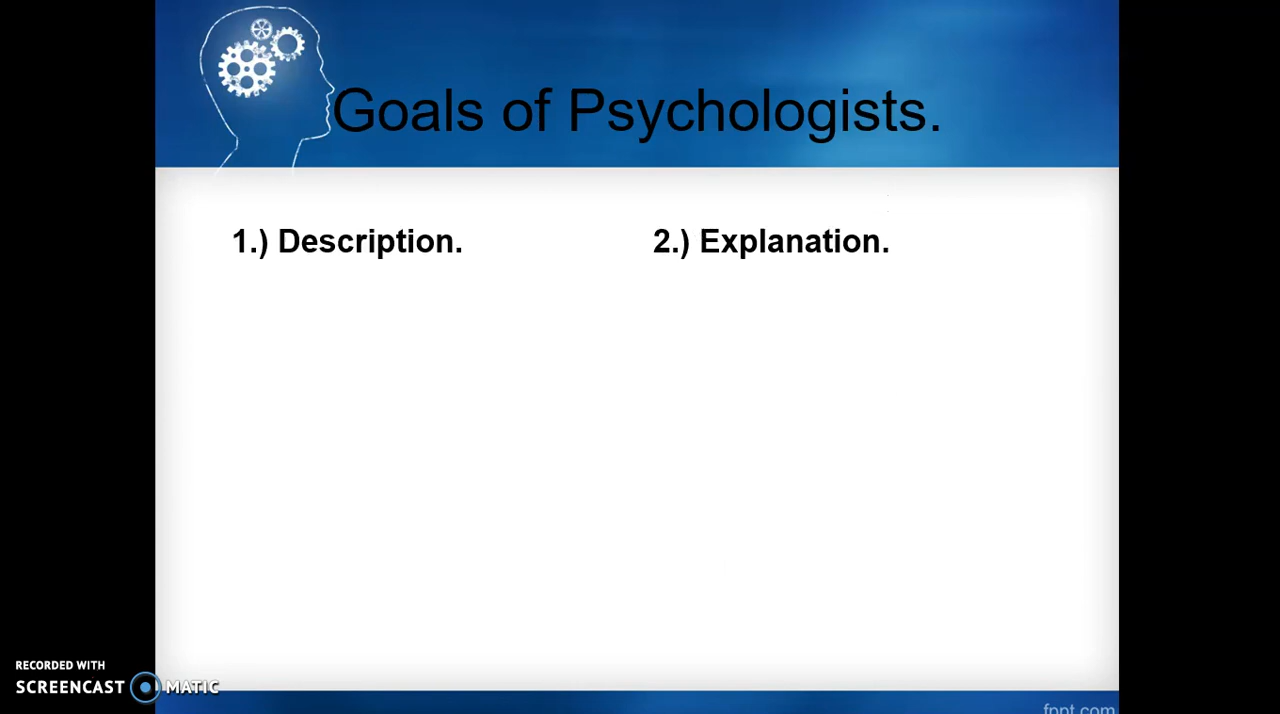 Goals of Psychologists.
1.) Description.
2.) Explanation.
RECORDED WITH
SCREENCAST MATIC
fppt.com